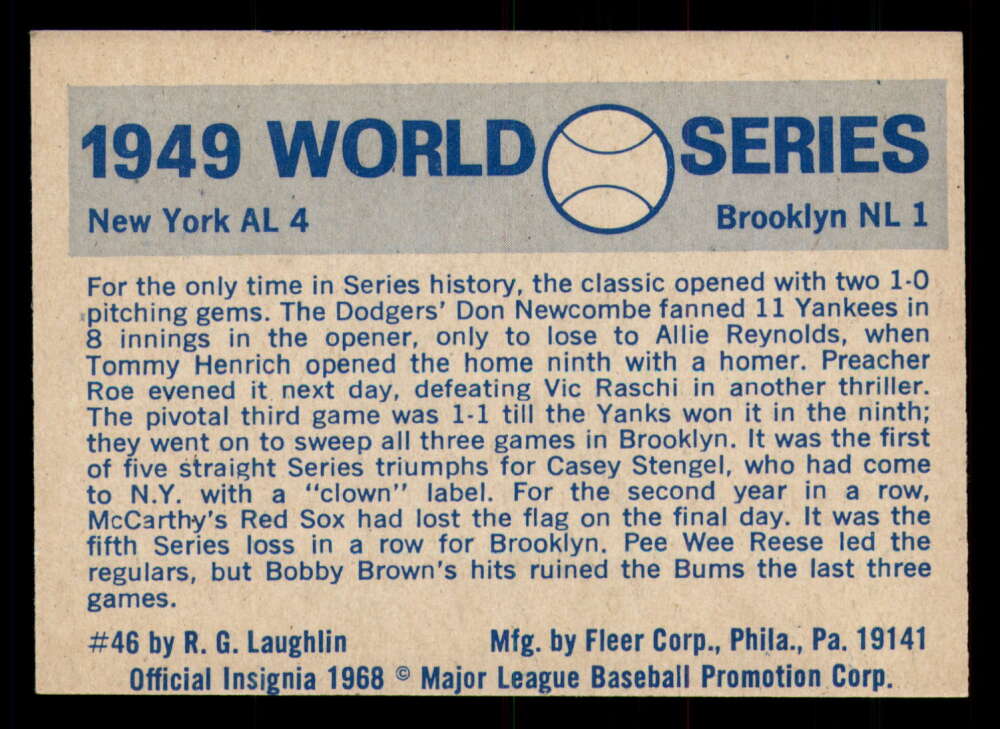 1949 WORLD SERIES
New York AL 4 Brooklyn NL 1
For the only time in Series history, the classic opened with two 1-0
pitching gems. The Dodgers' Don Newcombe fanned 11 Yankees in
8 innings in the opener, only to lose to Allie Reynolds, when
Tommy Henrich opened the home ninth with a homer. Preacher
Roe evened it next day, defeating Vic Raschi in another thriller.
The pivotal third game was 1-1 till the Yanks won it in the ninth;
they went on to sweep all three games in Brooklyn. It was the first
of five straight Series triumphs for Casey Stengel, who had come
to N.Y. with a "clown" label. For the second year in a row,
McCarthy's Red Sox had lost the flag on the final day. It was the
fifth Series loss in a row for Brooklyn. Pee Wee Reese led the
regulars, but Bobby Brown's hits ruined the Bums the last three
games.
#46 by R. G. Laughlin Mfg. by Fleer Corp., Phila., Pa. 19141
Official Insignia 1968 © Major League Baseball Promotion Corp.